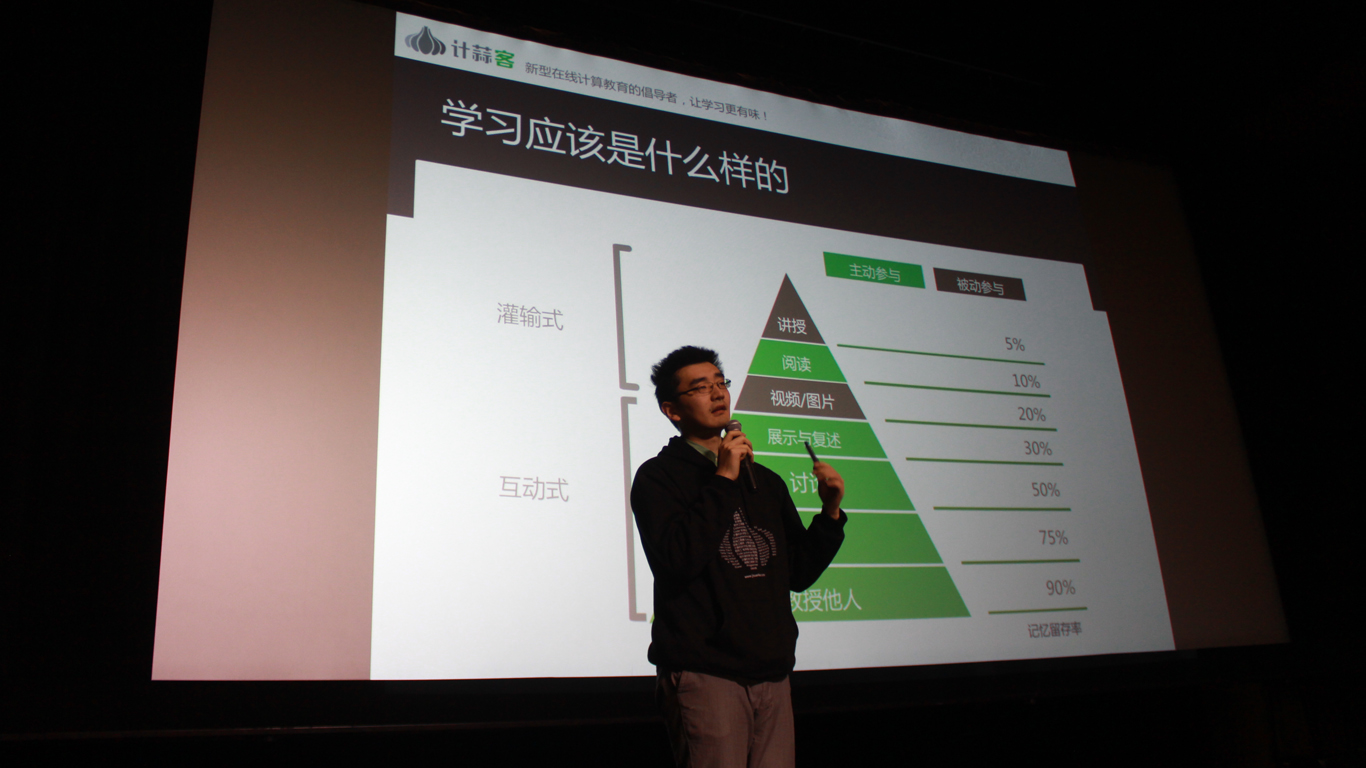 计蒜客
新型在线计算教育的倡导者，让学习更有味！
学习应该是什么样的
主动参与
被动参与
灌输式
讲授
5%
阅读
10%
视频/图片
20%
展示与复述
30%
互动式
讨
50%
75%
教授他人
90%
记忆留存率